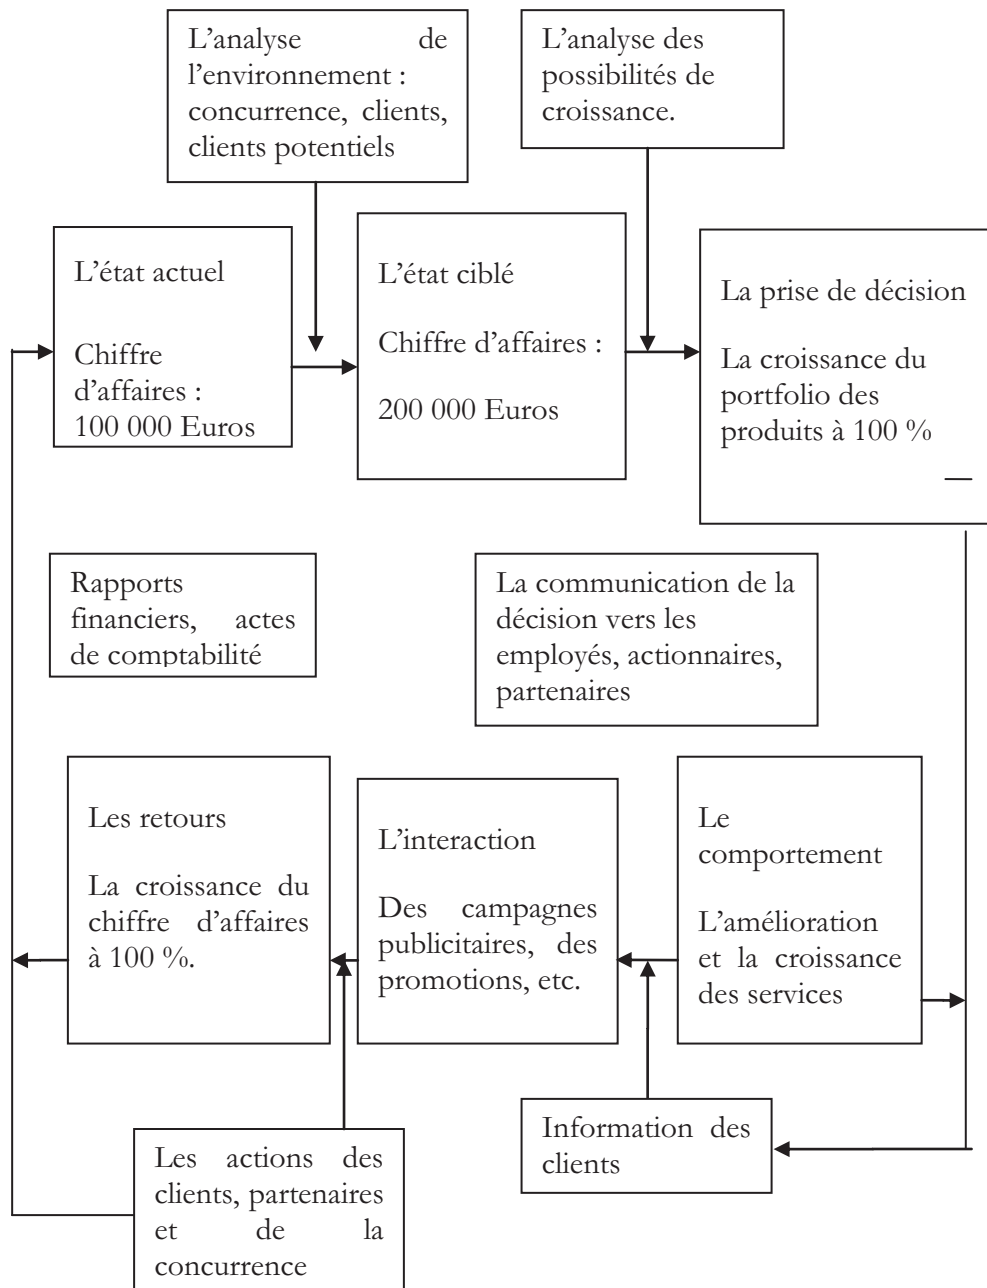 L’analyse de
l’environnement :
concurrence, clients,
clients potentiels
L’analyse des
possibilités de
croissance.
L’état actuel
Chiffre
d’affaires :
100 000 Euros
L’état ciblé
Chiffre d’affaires :
200 000 Euros
La prise de décision
La croissance du
portfolio des
produits à 100 %
Rapports
financiers, actes
de comptabilité
La communication de la
décision vers les
employés, actionnaires,
partenaires
Les retours
La croissance du
chiffre d’affaires
à 100 %.
L’interaction
Des campagnes
publicitaires, des
promotions, etc.
Le
comportement
L’amélioration
et la croissance
des services
Les actions des
clients, partenaires
et de la
concurrence
Information des
clients